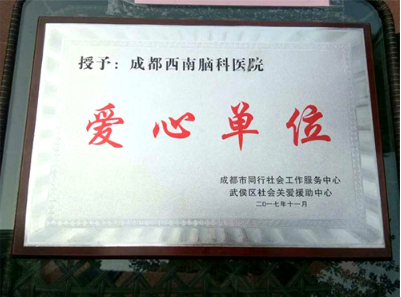 授予：成都西南脑科医院
爱心单位
成都市同行社会工作服务中心
武侯区社会关爱援助中心
二〇一七年十一月